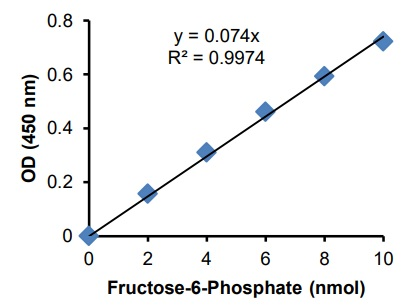 y = 0.074x
R² = 0.9974
OD (450 nm)
0.8
0.6
0.4
0.2
0
0 2 4 6 8 10
Fructose-6-Phosphate (nmol)